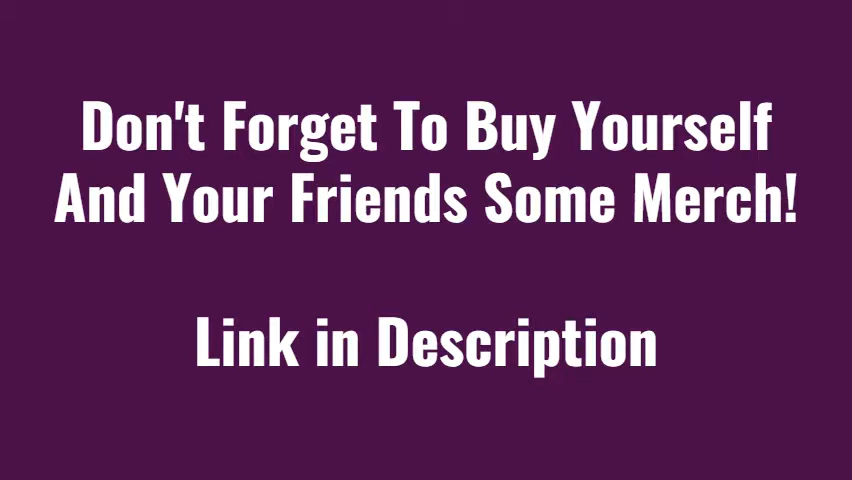 Don't Forget To Buy Yourself
And Your Friends Some Merch!
Link in Description